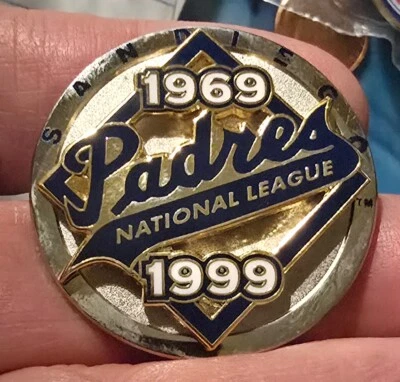 SAN DIEGO
1969
Padres
NATIONAL LEAGUE
™
1999